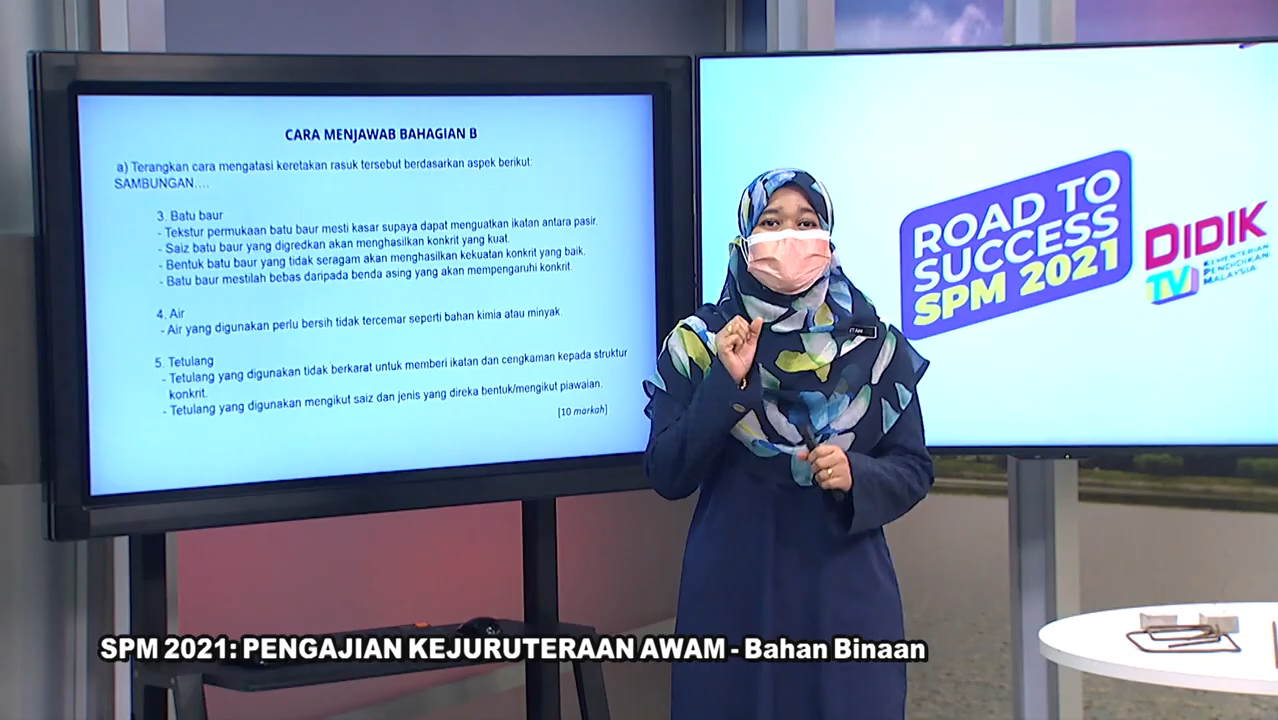 CARA MENJAWAB BAHAGIAN B
a) Terangkan cara mengatasi keretakan rasuk tersebut berdasarkan aspek berikut:
SAMBUNGAN....
3. Batu baur
- Tekstur permukaan batu baur mesti kasar supaya dapat menguatkan ikatan antara pasir.
- Saiz batu baur yang digredkan akan menghasilkan konkrit yang kuat.
- Bentuk batu baur yang tidak seragam akan menghasilkan kekuatan konkrit yang baik.
- Batu baur mestilah bebas daripada benda asing yang akan mempengaruhi konkrit.
4. Air
- Air yang digunakan perlu bersih tidak tercemar seperti bahan kimia atau minyak.
5. Tetulang
- Tetulang yang digunakan tidak berkarat untuk memberi ikatan dan cengkaman kepada struktur
konkrit.
- Tetulang yang digunakan mengikut saiz dan jenis yang direka bentuk/mengikut piawaian.
[10 markah]
ROAD TO
SUCCESS
SPM 2021
DIDIK
TV
KEMENTERIAN
PENDIDIKAN
MALAYSIA
SPM 2021: PENGAJIAN KEJURUTERAAN AWAM - Bahan Binaan